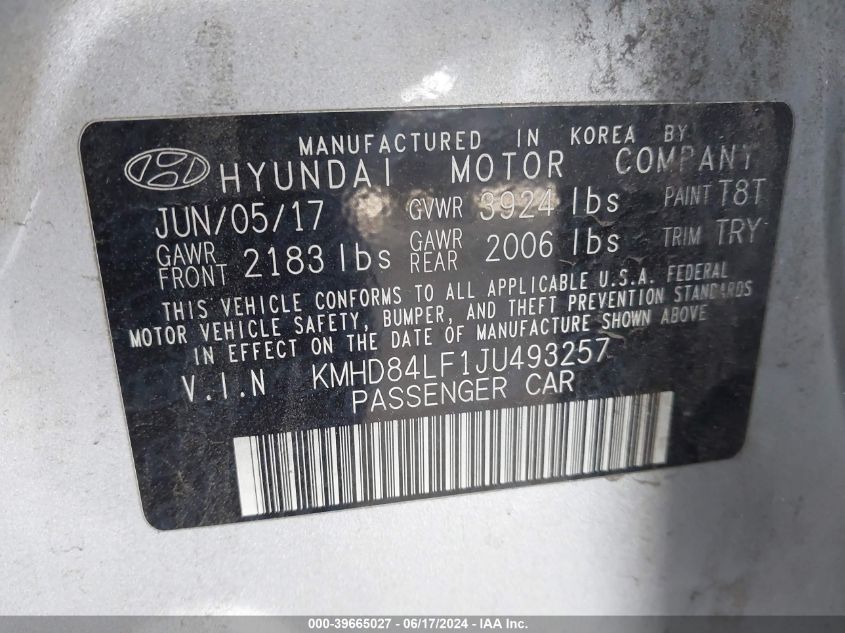 MANUFACTURED IN KOREA BY
HYUNDAI MOTOR COMPANY
JUN/05/17 GVWR 3924 lbs PAINT T8T
GAWR FRONT 2183 lbs GAWR REAR 2006 lbs TRIM TRY
THIS VEHICLE CONFORMS TO ALL APPLICABLE U.S.A. FEDERAL
MOTOR VEHICLE SAFETY, BUMPER, AND THEFT PREVENTION STANDARDS
IN EFFECT ON THE DATE OF MANUFACTURE SHOWN ABOVE
V.I.N KMHD84LF1JU493257
PASSENGER CAR
000-39665027 - 06/17/2024 - IAA Inc.